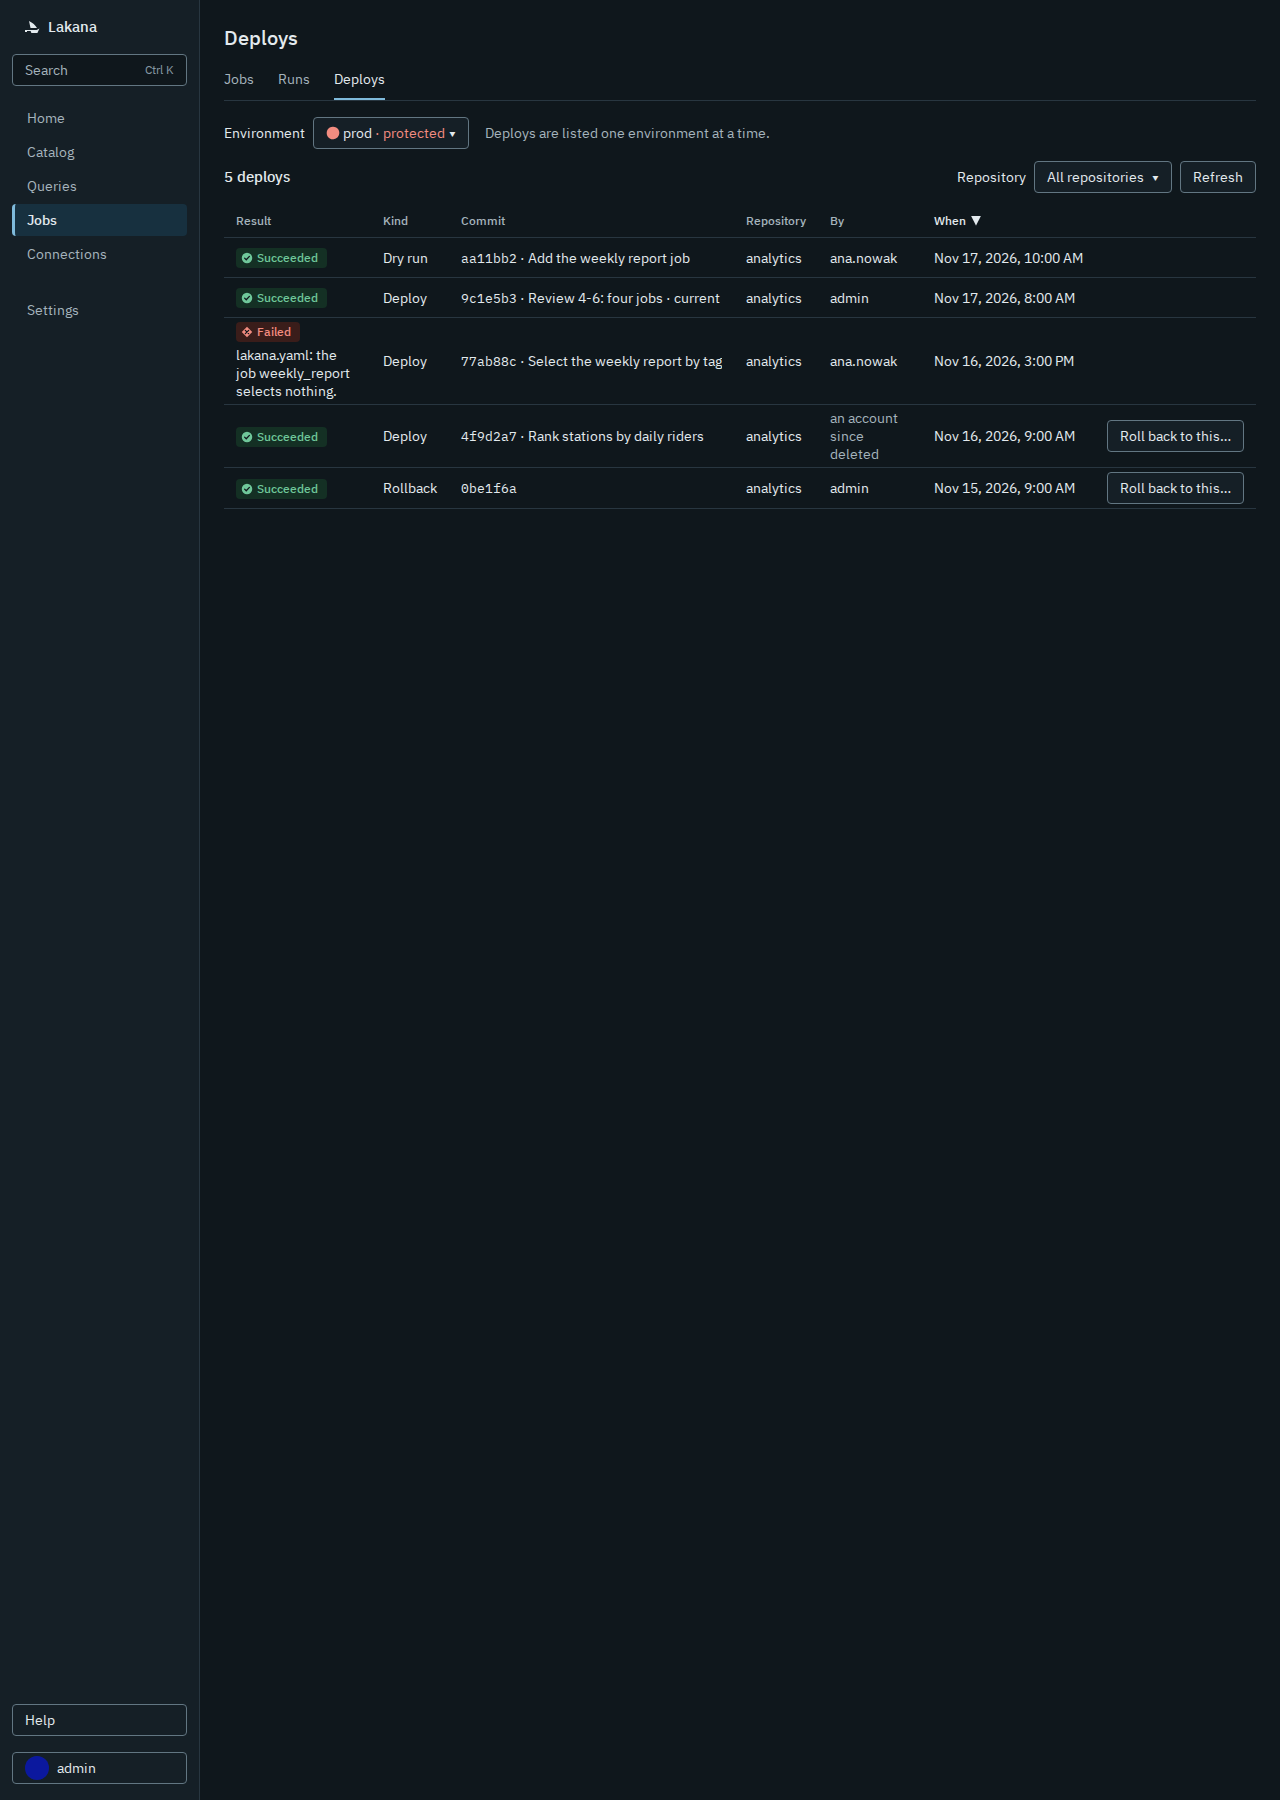 Lakana
Search Ctrl K
Home
Catalog
Queries
Jobs
Connections
Settings
Help
admin
Deploys
Jobs Runs Deploys
Environment prod · protected ▾ Deploys are listed one environment at a time.
5 deploys Repository All repositories ▾ Refresh
Result Kind Commit Repository By When ▼
Succeeded Dry run aa11bb2 · Add the weekly report job analytics ana.nowak Nov 17, 2026, 10:00 AM
Succeeded Deploy 9c1e5b3 · Review 4-6: four jobs · current analytics admin Nov 17, 2026, 8:00 AM
Failed
lakana.yaml: the
job weekly_report
selects nothing.
Deploy 77ab88c · Select the weekly report by tag analytics ana.nowak Nov 16, 2026, 3:00 PM
Succeeded Deploy 4f9d2a7 · Rank stations by daily riders analytics
an account
since
deleted
Nov 16, 2026, 9:00 AM Roll back to this...
Succeeded Rollback 0be1f6a analytics admin Nov 15, 2026, 9:00 AM Roll back to this...